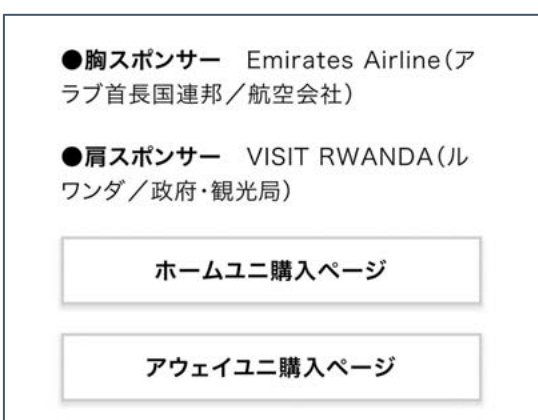 ●胸スポンサー　Emirates Airline（ア
ラブ首長国連邦／航空会社）
●肩スポンサー　VISIT RWANDA（ル
ワンダ／政府・観光局）
ホームユニ購入ページ
アウェイユニ購入ページ